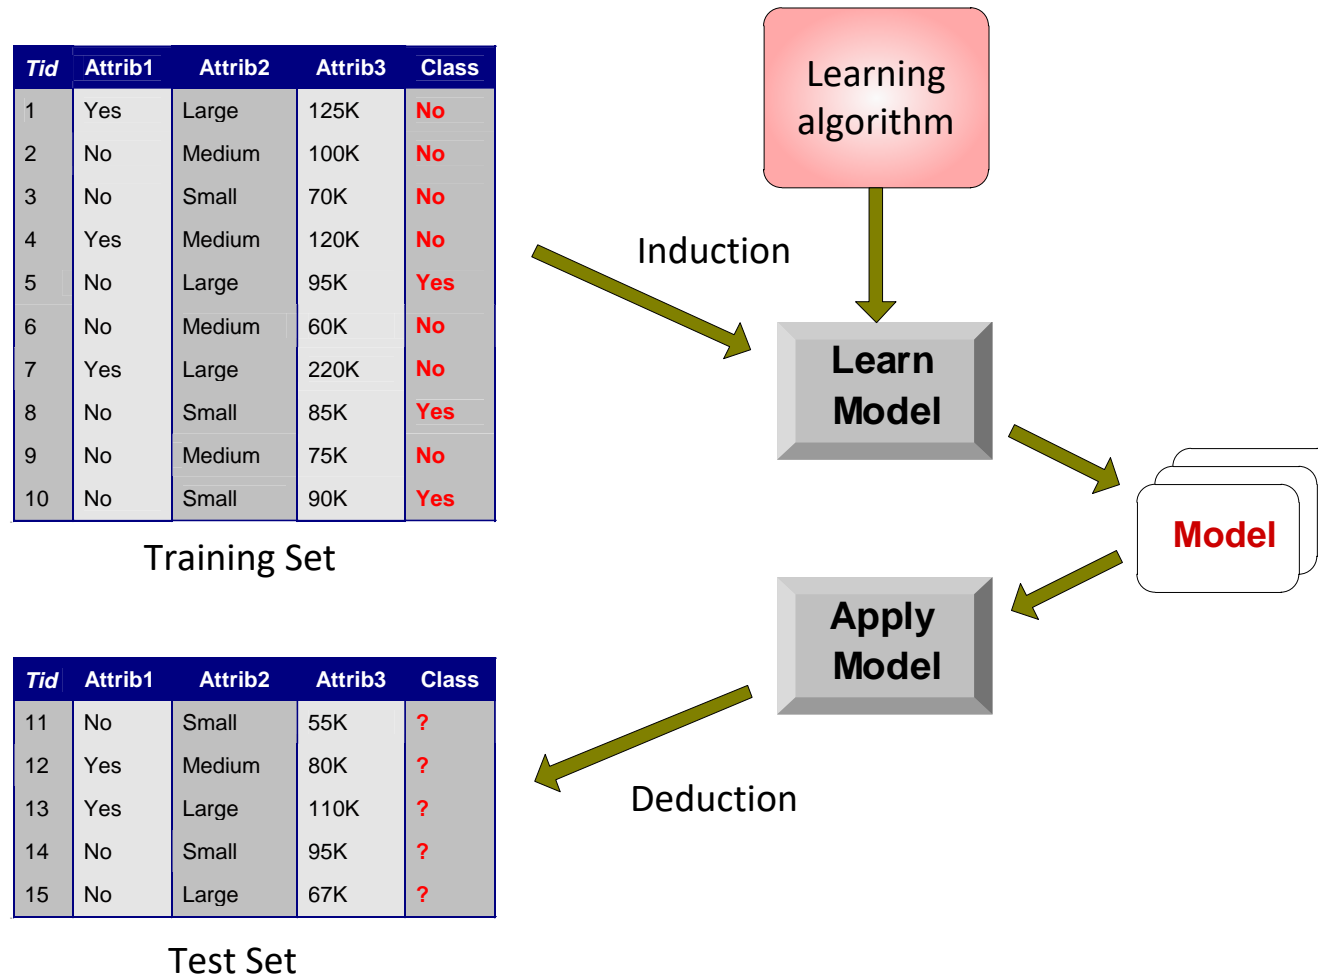 Tid Attrib1 Attrib2 Attrib3 Class
1 Yes Large 125K No
2 No Medium 100K No
3 No Small 70K No
4 Yes Medium 120K No
5 No Large 95K Yes
6 No Medium 60K No
7 Yes Large 220K No
8 No Small 85K Yes
9 No Medium 75K No
10 No Small 90K Yes
Training Set
Learning
algorithm
Induction
Learn
Model
Model
Apply
Model
Deduction
Tid Attrib1 Attrib2 Attrib3 Class
11 No Small 55K ?
12 Yes Medium 80K ?
13 Yes Large 110K ?
14 No Small 95K ?
15 No Large 67K ?
Test Set